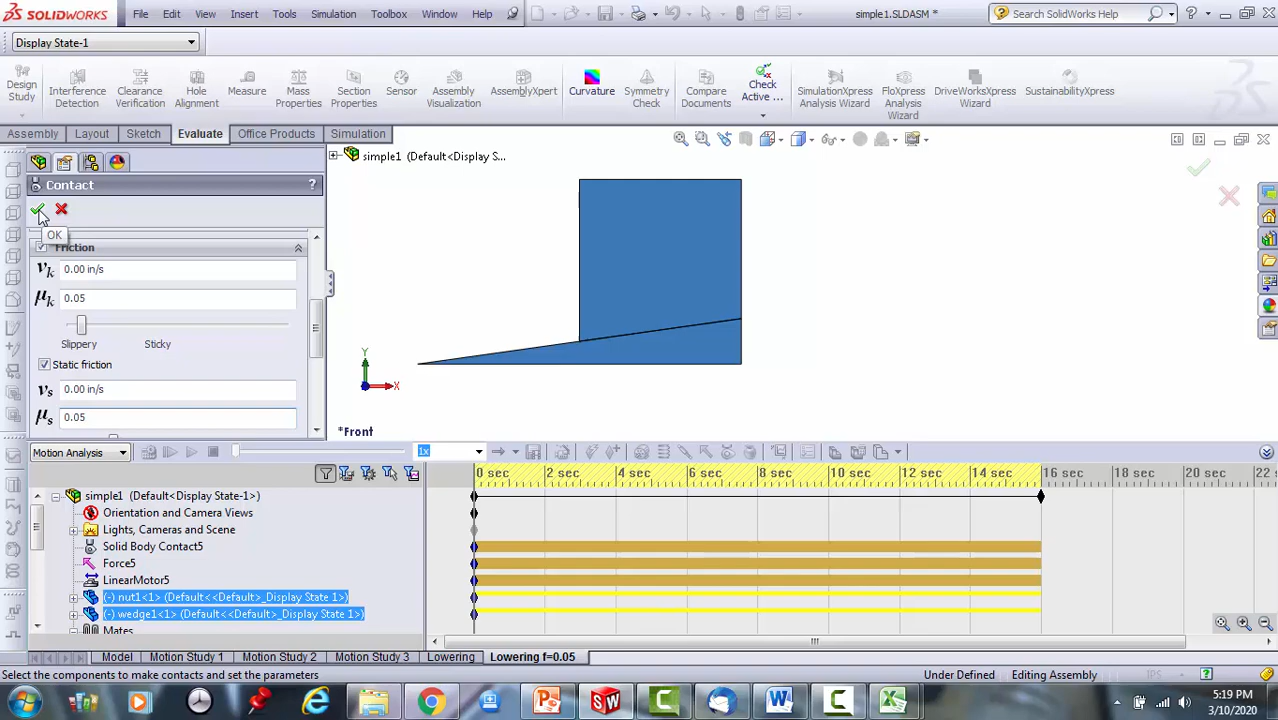 SOLIDWORKS
File Edit View Insert Tools Simulation Toolbox Window Help
simple1.SLDASM *
Search SolidWorks Help
Display State-1
Design Study
Interference Detection
Clearance Verification
Hole Alignment
Measure
Mass Properties
Section Properties
Sensor
Assembly Visualization
AssemblyXpert
Curvature
Symmetry Check
Compare Documents
Check Active ...
SimulationXpress Analysis Wizard
FloXpress Analysis Wizard
DriveWorksXpress Wizard
SustainabilityXpress
Assembly Layout Sketch Evaluate Office Products Simulation
simple1 (Default<Display S...
Contact ?
OK
Friction
vk 0.00 in/s
μk 0.05
Slippery Sticky
Static friction
vs 0.00 in/s
μs 0.05
Y
X
*Front
Motion Analysis
1x
0 sec 2 sec 4 sec 6 sec 8 sec 10 sec 12 sec 14 sec 16 sec 18 sec 20 sec 22 s
simple1 (Default<Display State-1>)
Orientation and Camera Views
Lights, Cameras and Scene
Solid Body Contact5
Force5
LinearMotor5
(-) nut1<1> (Default<<Default>_Display State 1>)
(-) wedge1<1> (Default<<Default>_Display State 1>)
Mates
Model Motion Study 1 Motion Study 2 Motion Study 3 Lowering Lowering f=0.05
Select the components to make contacts and set the parameters
Under Defined Editing Assembly IPS
5:19 PM
3/10/2020